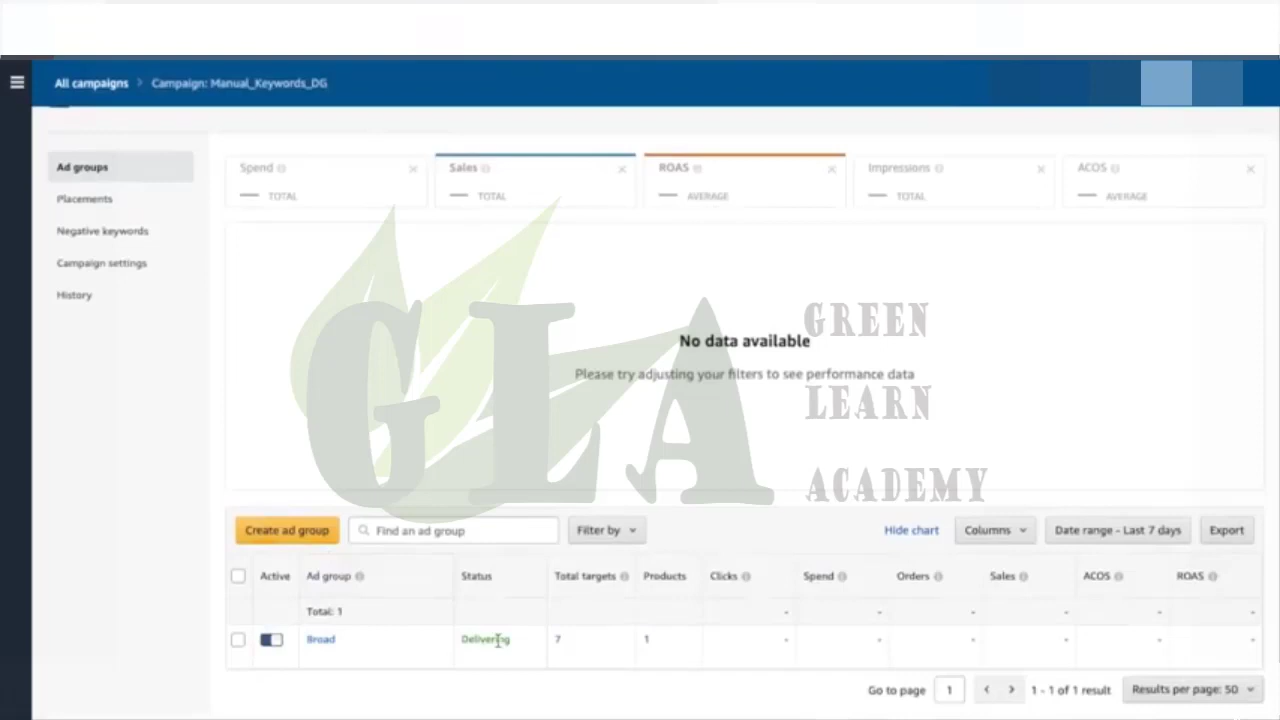 All campaigns > Campaign: Manual_Keywords_DG
Ad groups
Placements
Negative keywords
Campaign settings
History
Spend
TOTAL
Sales
TOTAL
ROAS
AVERAGE
Impressions
TOTAL
ACOS
AVERAGE
No data available
Please try adjusting your filters to see performance data
GLA
GREEN
LEARN
ACADEMY
Create ad group
Find an ad group
Filter by
Hide chart
Columns
Date range - Last 7 days
Export
Active Ad group Status Total targets Products Clicks Spend Orders Sales ACOS ROAS
Total: 1 - - - - - -
Broad Delivering 7 1 - - - - - -
Go to page 1 < > 1 - 1 of 1 result Results per page: 50